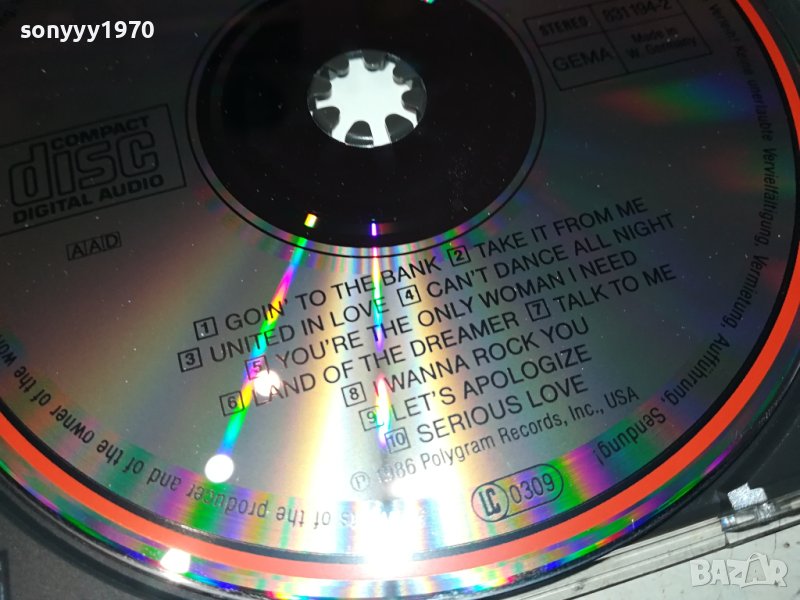 sonyyy1970
STEREO 831194-2
GEMA Made in W. Germany
COMPACT
disc
DIGITAL AUDIO
AAD
1 GOIN' TO THE BANK 2 TAKE IT FROM ME
3 UNITED IN LOVE 4 CAN'T DANCE ALL NIGHT
5 YOU'RE THE ONLY WOMAN I NEED
6 LAND OF THE DREAMER 7 TALK TO ME
8 I WANNA ROCK YOU
9 LET'S APOLOGIZE
10 SERIOUS LOVE
℗ 1986 Polygram Records, Inc., USA
LC 0309
of the producer and of the owner of the
Keine unerlaubte Vervielfältigung, Vermietung, Aufführung, Sendung!
BAZAR